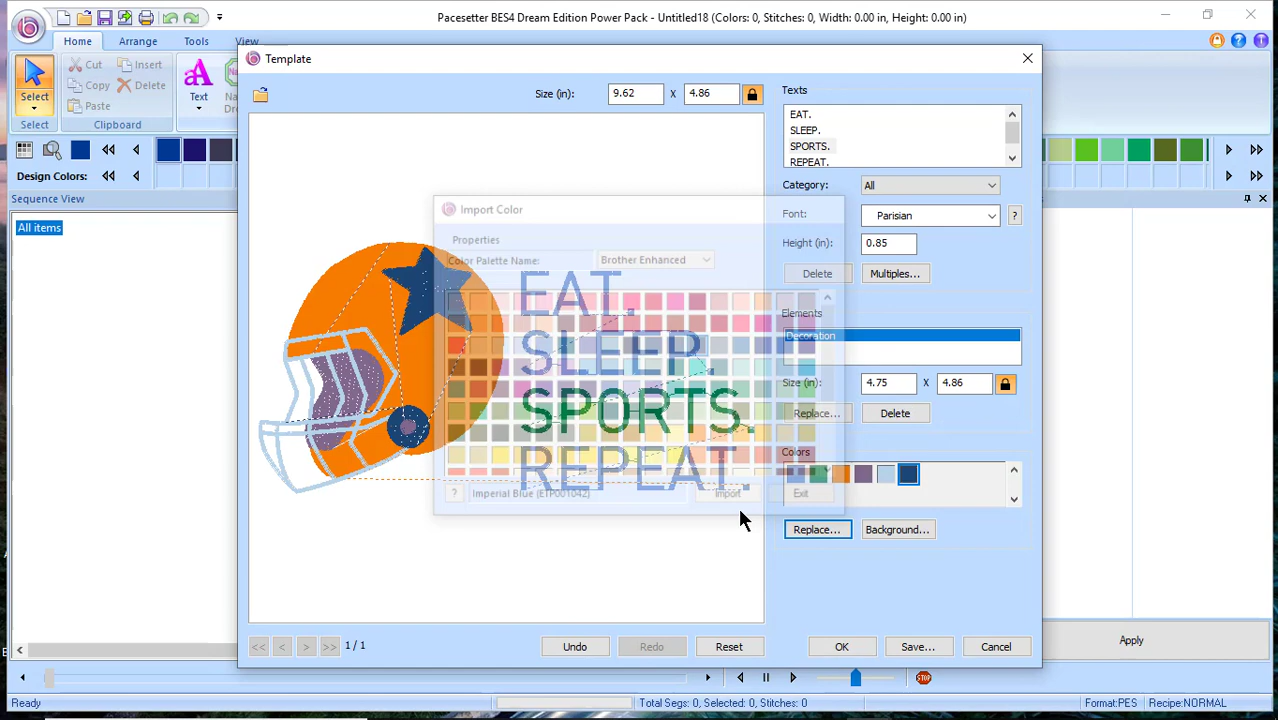 Pacesetter BES4 Dream Edition Power Pack - Untitled18 (Colors: 0, Stitches: 0, Width: 0.00 in, Height: 0.00 in)
Home Arrange Tools View
Select
Cut
Copy
Paste
Insert
Delete
Text
Select
Clipboard
Design Colors:
Sequence View
All items
Template
Size (in): 9.62 X 4.86
Texts
EAT.
SLEEP.
SPORTS.
REPEAT.
Category: All
Font: Parisian ?
Height (in): 0.85
Delete Multiples...
Elements
Decoration
Size (in): 4.75 X 4.86
Replace... Delete
Colors
Replace... Background...
Import Color
Properties
Color Palette Name: Brother Enhanced
? Imperial Blue (ETP001042) Import Exit
EAT.
SLEEP.
SPORTS.
REPEAT.
<< < > >> 1 / 1 Undo Redo Reset OK Save... Cancel
Apply
STOP
Ready Total Segs: 0, Colors: 0, Stitches: 0 Format:PES Recipe:NORMAL